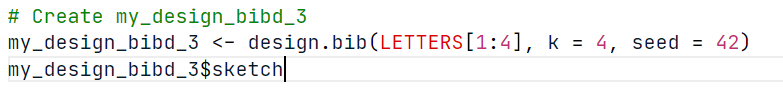 # Create my_design_bibd_3
my_design_bibd_3 <- design.bib(LETTERS[1:4], k = 4, seed = 42)
my_design_bibd_3$sketch